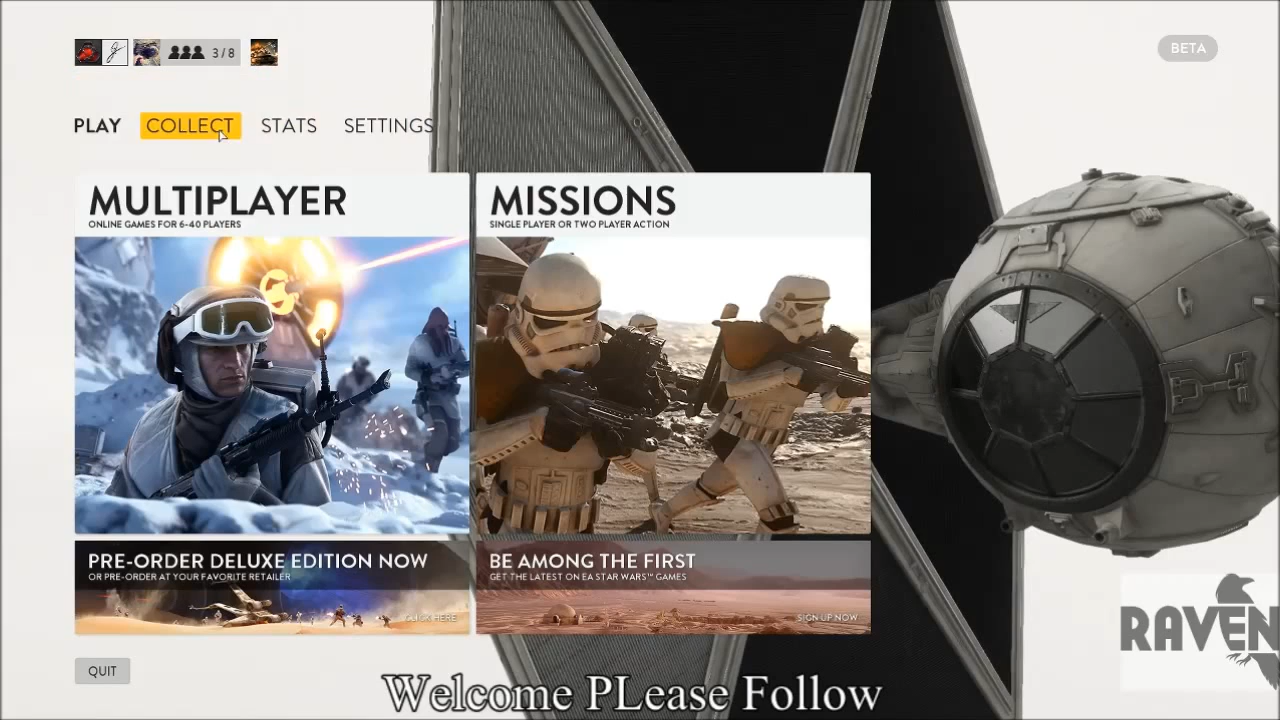 3/8
BETA
PLAY COLLECT STATS SETTINGS
MULTIPLAYER
ONLINE GAMES FOR 6-40 PLAYERS
MISSIONS
SINGLE PLAYER OR TWO PLAYER ACTION
PRE-ORDER DELUXE EDITION NOW
OR PRE-ORDER AT YOUR FAVORITE RETAILER
CLICK HERE
BE AMONG THE FIRST
GET THE LATEST ON EA STAR WARS™ GAMES
SIGN UP NOW
RAVEN
QUIT
Welcome PLease Follow